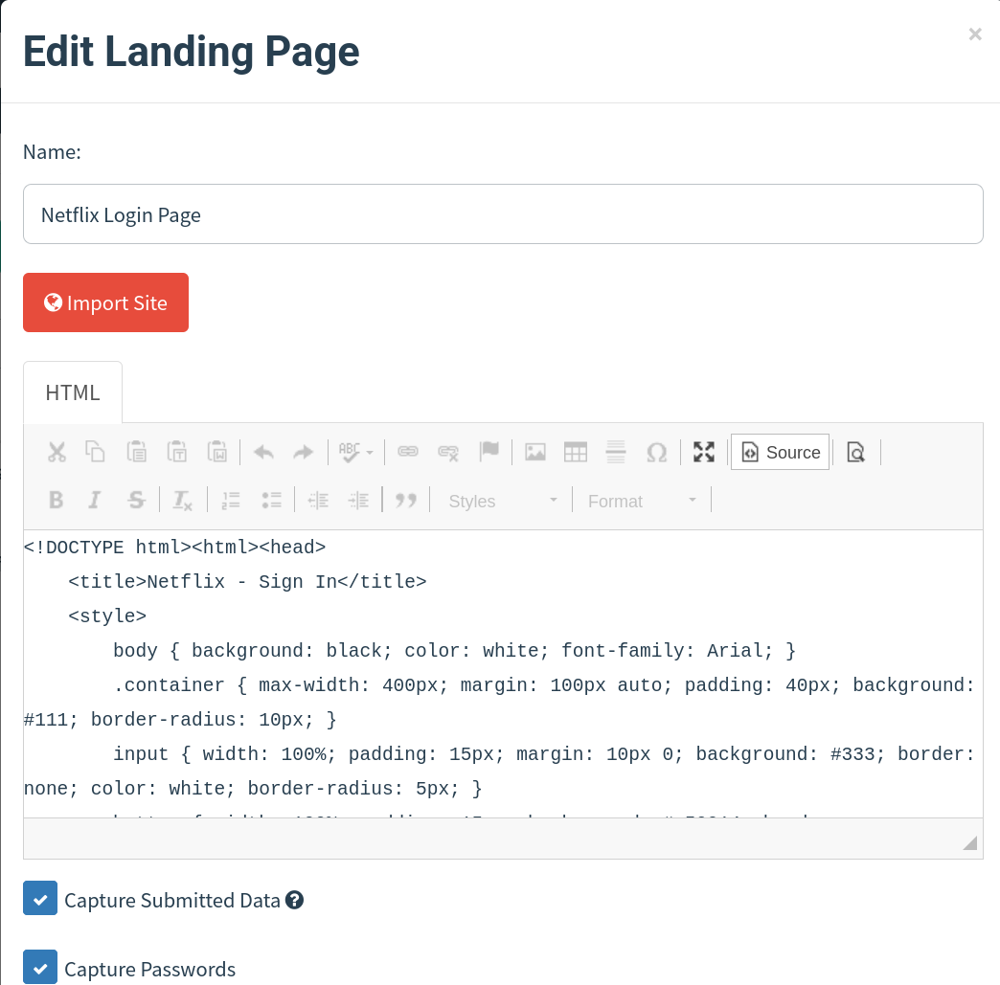 Edit Landing Page
×
Name:
Netflix Login Page
Import Site
HTML
ABC
Source
B I S Tx
Styles
Format
<!DOCTYPE html><html><head>
    <title>Netflix - Sign In</title>
    <style>
        body { background: black; color: white; font-family: Arial; }
        .container { max-width: 400px; margin: 100px auto; padding: 40px; background:
#111; border-radius: 10px; }
        input { width: 100%; padding: 15px; margin: 10px 0; background: #333; border:
none; color: white; border-radius: 5px; }
Capture Submitted Data ?
Capture Passwords